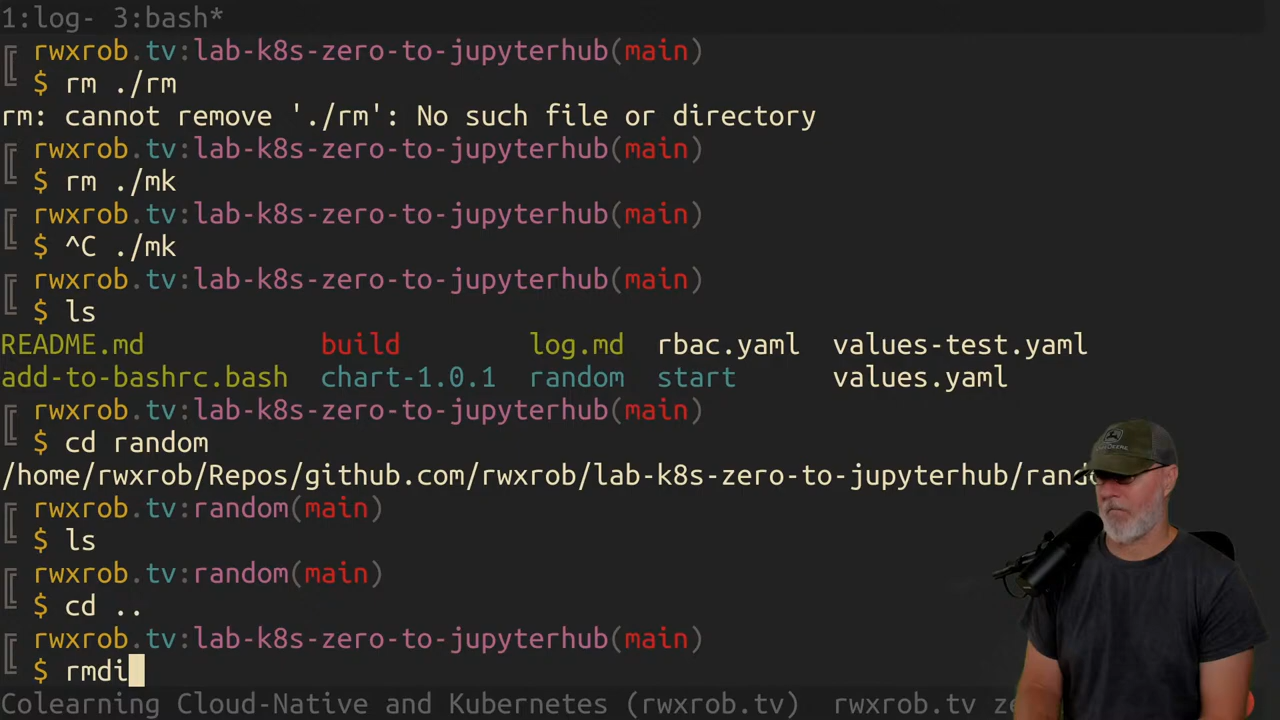 1:log- 3:bash*
rwxrob.tv:lab-k8s-zero-to-jupyterhub(main)
$ rm ./rm
rm: cannot remove './rm': No such file or directory
rwxrob.tv:lab-k8s-zero-to-jupyterhub(main)
$ rm ./mk
rwxrob.tv:lab-k8s-zero-to-jupyterhub(main)
$ ^C ./mk
rwxrob.tv:lab-k8s-zero-to-jupyterhub(main)
$ ls
README.md build log.md rbac.yaml values-test.yaml
add-to-bashrc.bash chart-1.0.1 random start values.yaml
rwxrob.tv:lab-k8s-zero-to-jupyterhub(main)
$ cd random
/home/rwxrob/Repos/github.com/rwxrob/lab-k8s-zero-to-jupyterhub/rando
rwxrob.tv:random(main)
$ ls
rwxrob.tv:random(main)
$ cd ..
rwxrob.tv:lab-k8s-zero-to-jupyterhub(main)
$ rmdi
Colearning Cloud-Native and Kubernetes (rwxrob.tv) rwxrob.tv